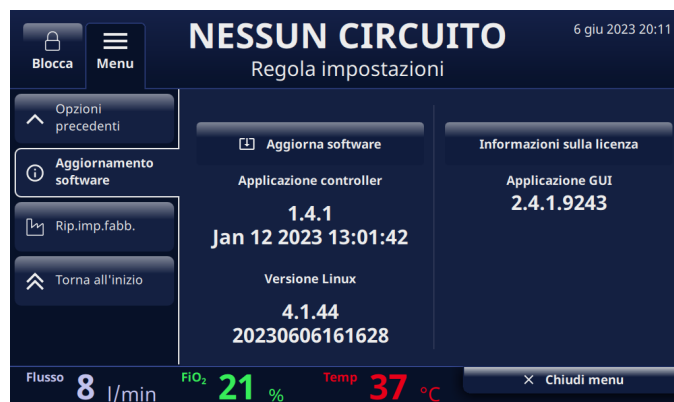 Blocca
Menu
NESSUN CIRCUITO
Regola impostazioni
6 giu 2023 20:11
Opzioni
precedenti
Aggiornamento
software
Rip.imp.fabb.
Torna all'inizio
Aggiorna software
Applicazione controller
1.4.1
Jan 12 2023 13:01:42
Versione Linux
4.1.44
20230606161628
Informazioni sulla licenza
Applicazione GUI
2.4.1.9243
Flusso 8 l/min
FiO₂ 21 %
Temp 37 °C
Chiudi menu